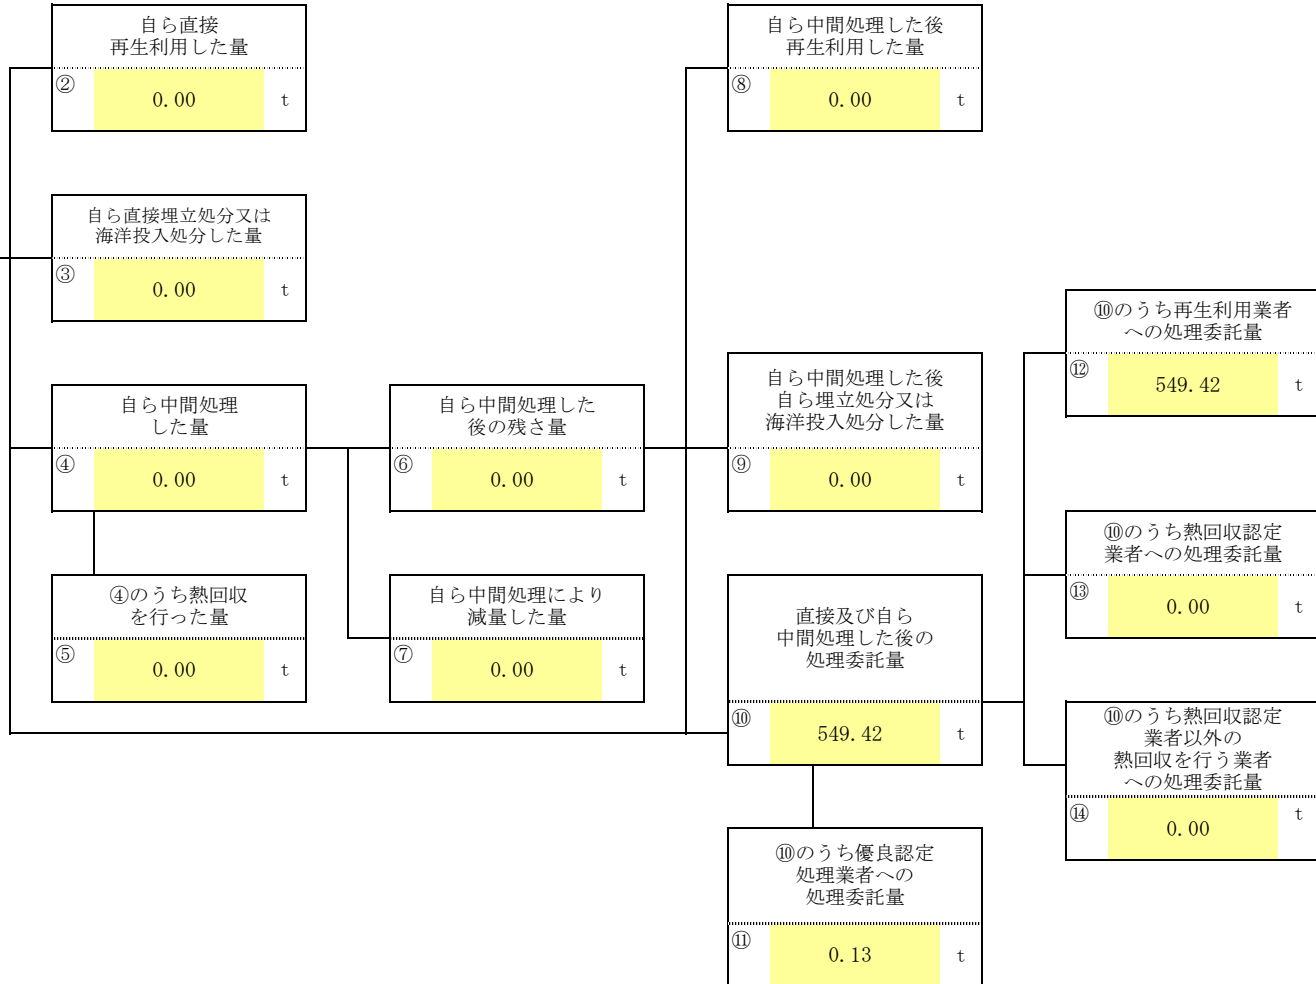 自ら直接
再生利用した量
②
0.00
t
自ら直接埋立処分又は
海洋投入処分した量
③
0.00
t
自ら中間処理
した量
④
0.00
t
④のうち熱回収
を行った量
⑤
0.00
t
自ら中間処理した
後の残さ量
⑥
0.00
t
自ら中間処理により
減量した量
⑦
0.00
t
自ら中間処理した後
再生利用した量
⑧
0.00
t
自ら中間処理した後
自ら埋立処分又は
海洋投入処分した量
⑨
0.00
t
直接及び自ら
中間処理した後の
処理委託量
⑩
549.42
t
⑩のうち優良認定
処理業者への
処理委託量
⑪
0.13
t
⑩のうち再生利用業者
への処理委託量
⑫
549.42
t
⑩のうち熱回収認定
業者への処理委託量
⑬
0.00
t
⑩のうち熱回収認定
業者以外の
熱回収を行う業者
への処理委託量
⑭
0.00
t